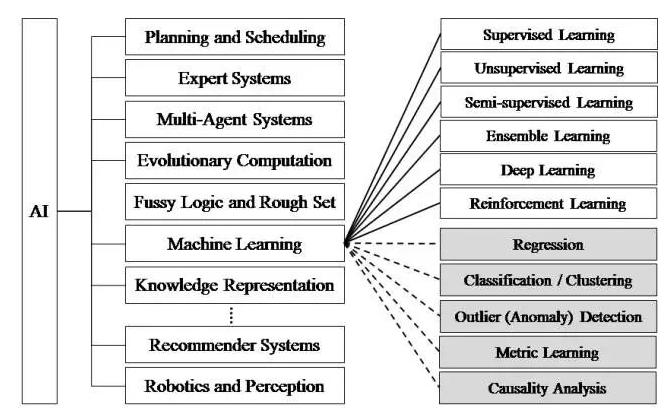 AI
Planning and Scheduling
Expert Systems
Multi-Agent Systems
Evolutionary Computation
Fussy Logic and Rough Set
Machine Learning
Knowledge Representation
Recommender Systems
Robotics and Perception
Supervised Learning
Unsupervised Learning
Semi-supervised Learning
Ensemble Learning
Deep Learning
Reinforcement Learning
Regression
Classification / Clustering
Outlier (Anomaly) Detection
Metric Learning
Causality Analysis